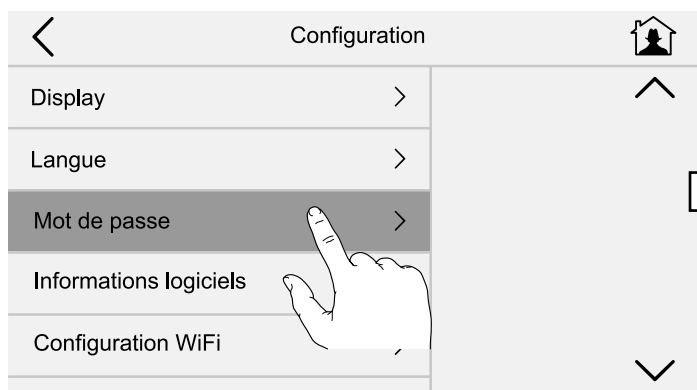 Configuration
Display
Langue
Mot de passe
Informations logiciels
Configuration WiFi